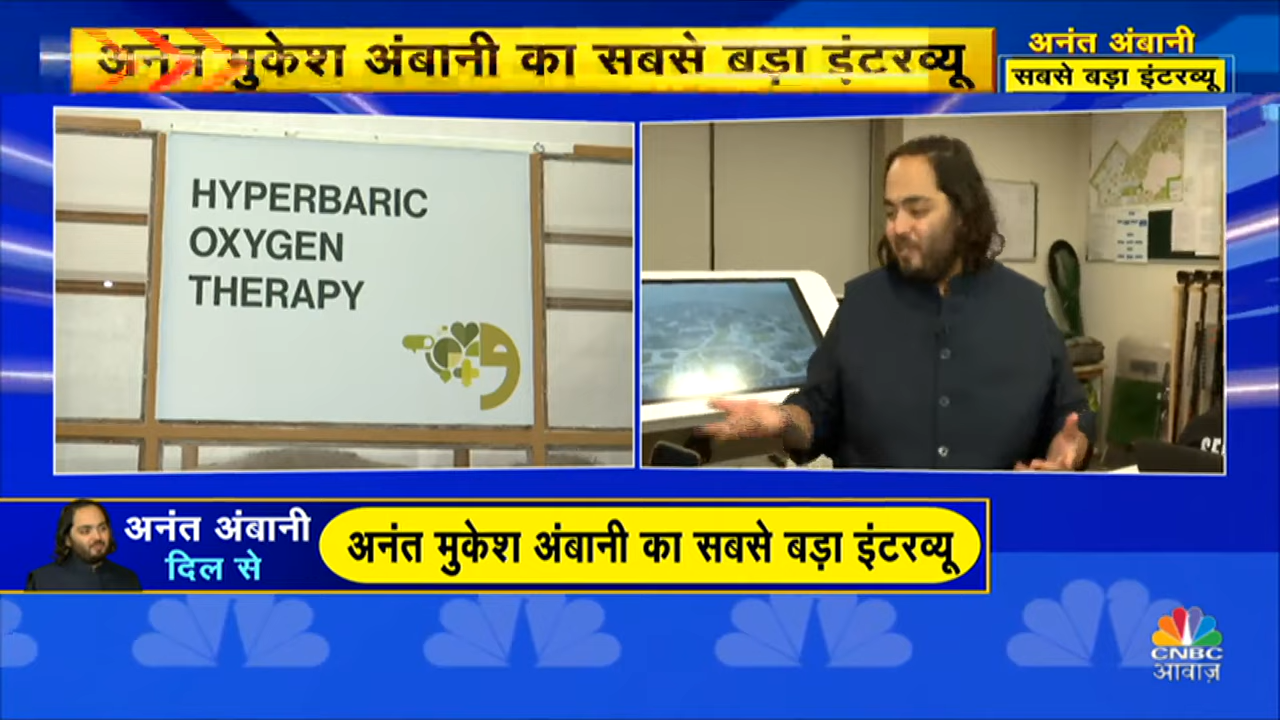 अनंत मुकेश अंबानी का सबसे बड़ा इंटरव्यू
अनंत अंबानी
सबसे बड़ा इंटरव्यू
HYPERBARIC
OXYGEN
THERAPY
अनंत अंबानी
दिल से
अनंत मुकेश अंबानी का सबसे बड़ा इंटरव्यू
CNBC
आवाज़